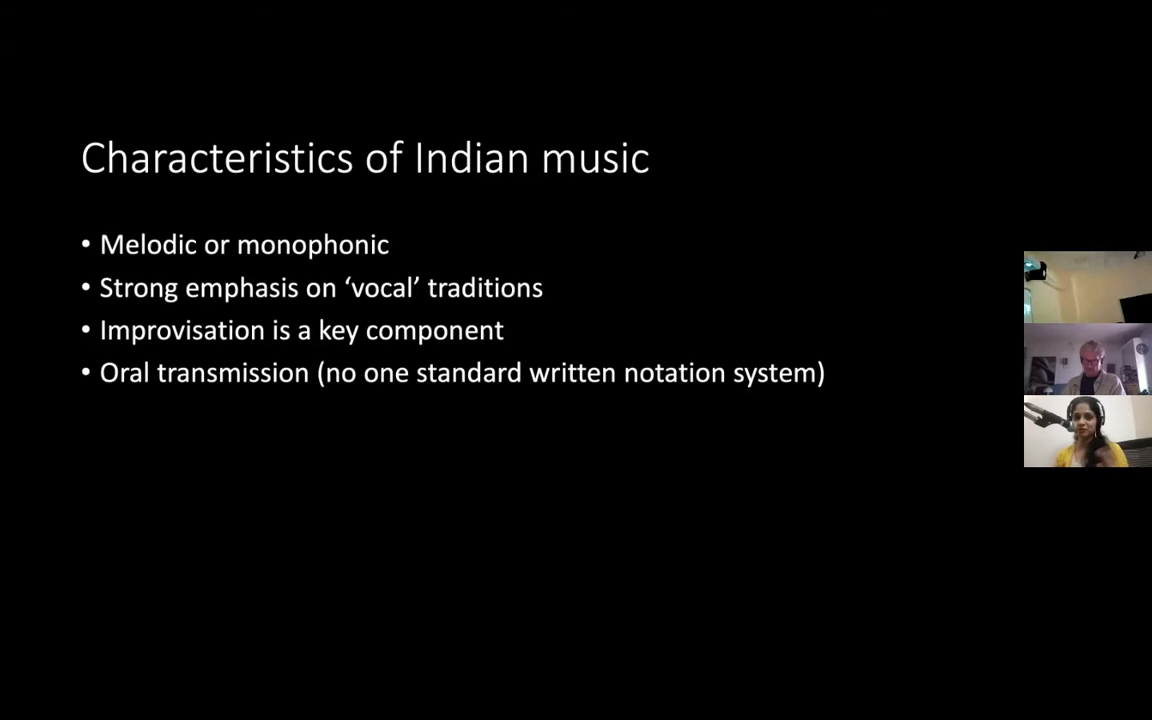 Characteristics of Indian music
• Melodic or monophonic
• Strong emphasis on ‘vocal’ traditions
• Improvisation is a key component
• Oral transmission (no one standard written notation system)